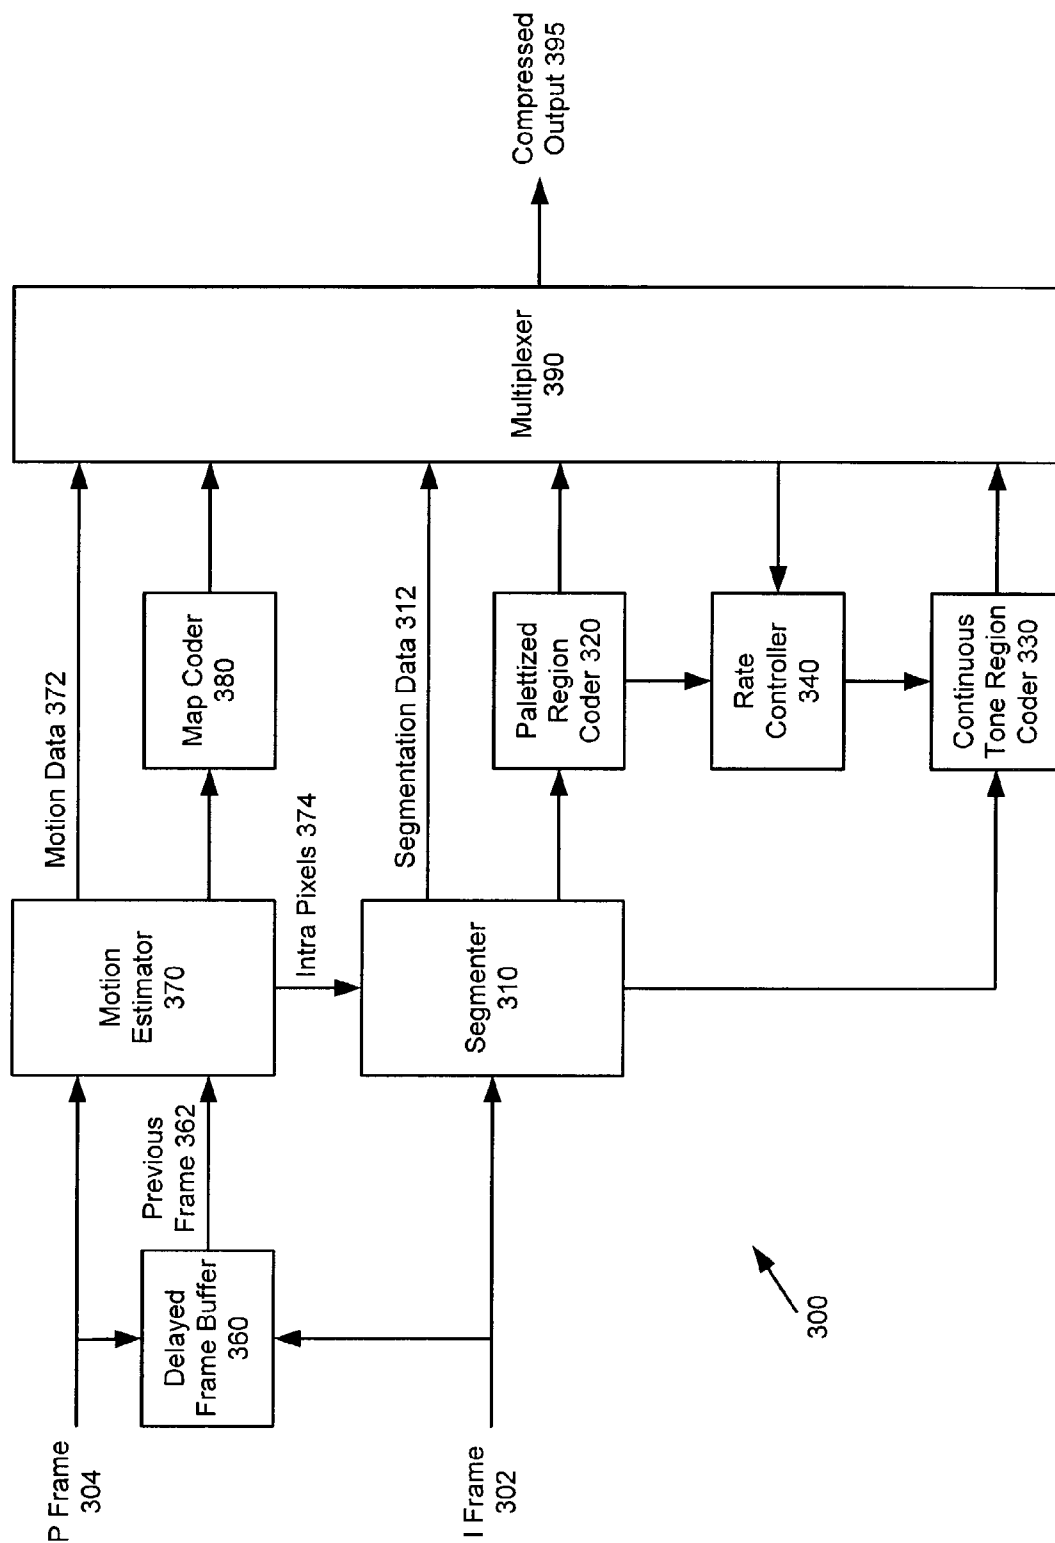 P Frame
304
I Frame
302
Delayed
Frame Buffer
360
Previous
Frame 362
Motion
Estimator
370
Intra Pixels 374
Segmenter
310
Motion Data 372
Map Coder
380
Segmentation Data 312
Palettized
Region
Coder 320
Rate
Controller
340
Continuous
Tone Region
Coder 330
Multiplexer
390
Compressed
Output 395
300